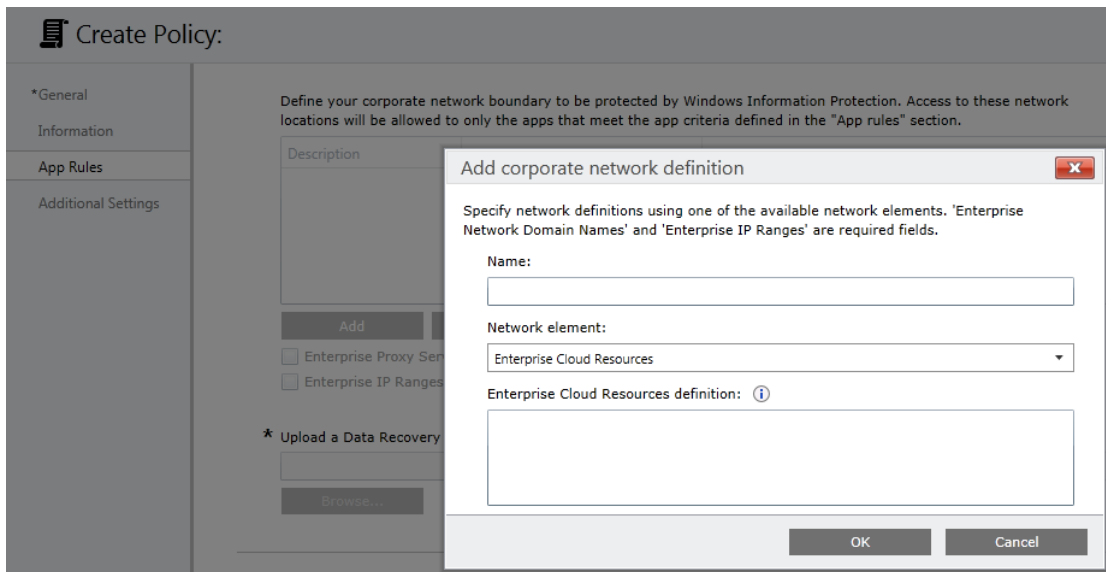 Create Policy:
*General
Information
App Rules
Additional Settings
Define your corporate network boundary to be protected by Windows Information Protection. Access to these network
locations will be allowed to only the apps that meet the app criteria defined in the "App rules" section.
Description
Add
Enterprise Proxy
Enterprise IP Ranges
* Upload a Data Recovery
Browse...
Add corporate network definition
Specify network definitions using one of the available network elements. 'Enterprise
Network Domain Names' and 'Enterprise IP Ranges' are required fields.
Name:
Network element:
Enterprise Cloud Resources
Enterprise Cloud Resources definition:
OK
Cancel